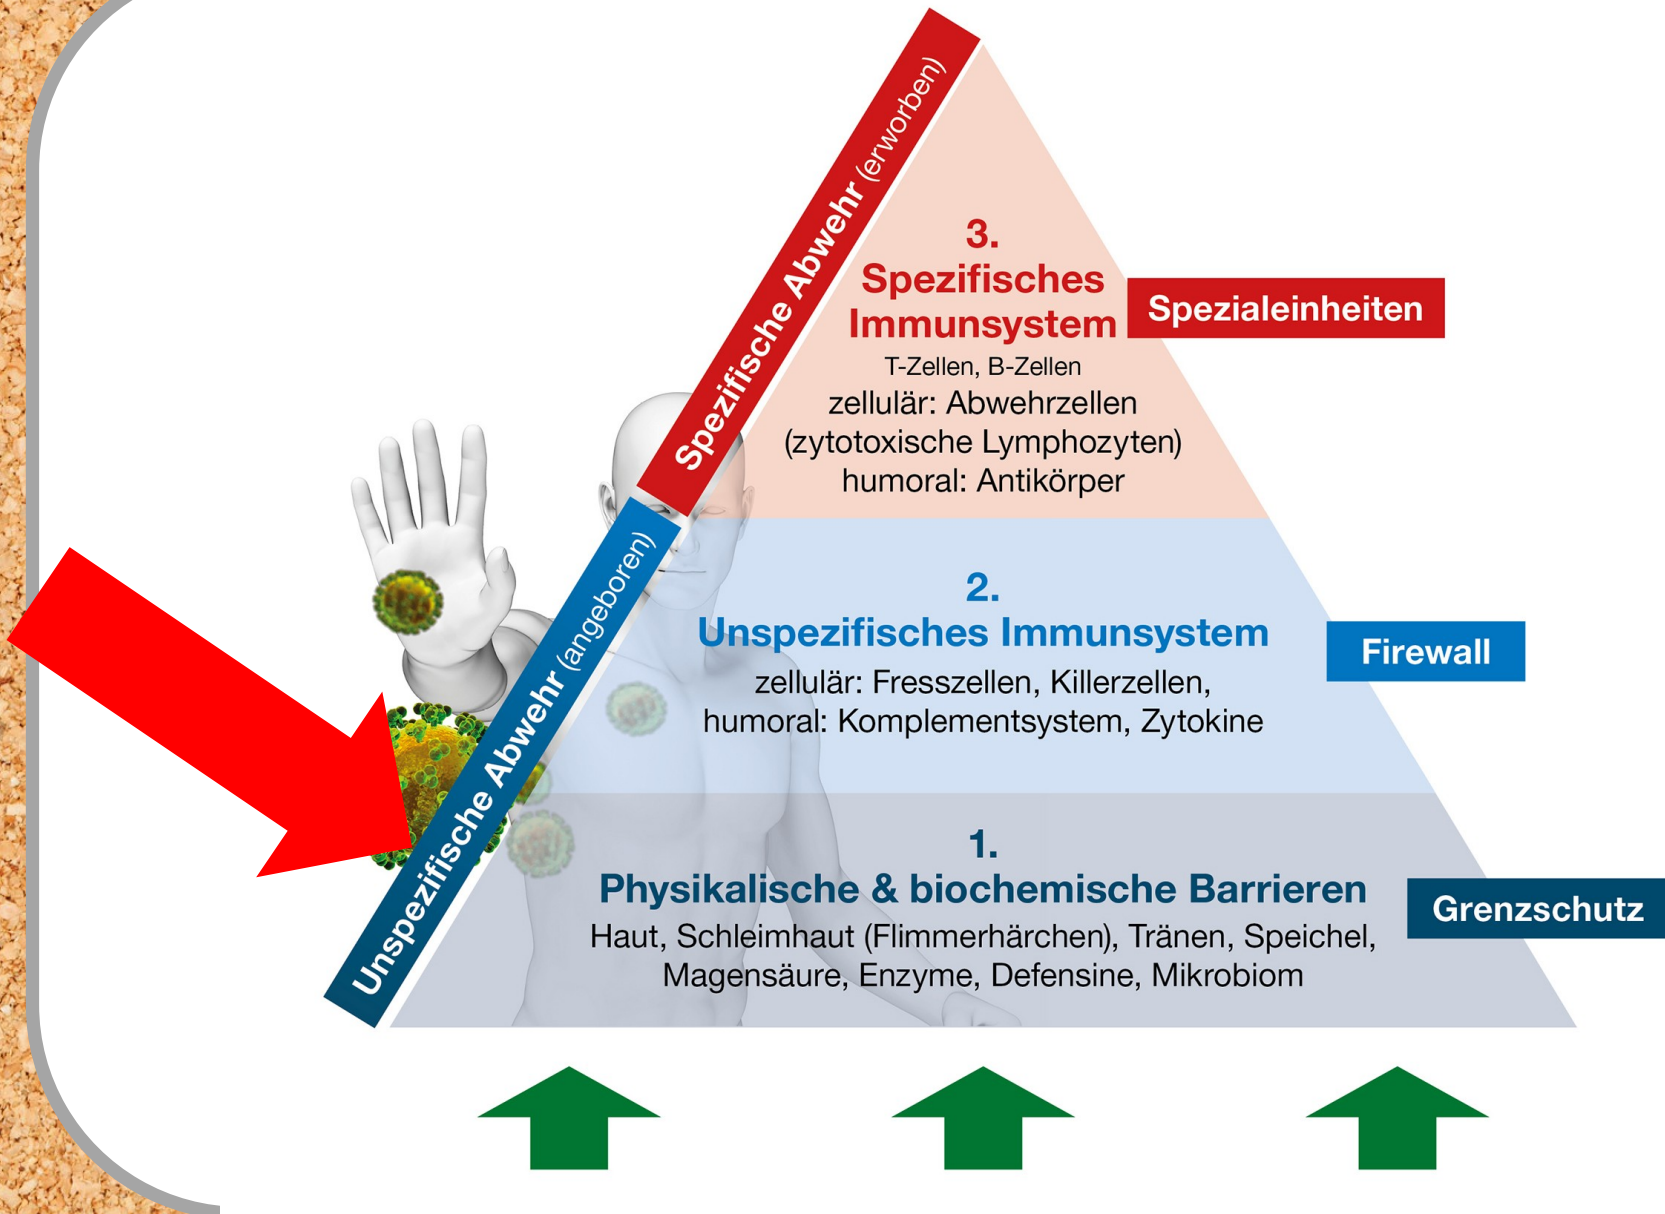 Spezifische Abwehr (erworben)
3.
Spezifisches
Immunsystem
Spezialeinheiten
T-Zellen, B-Zellen
zellulär: Abwehrzellen
(zytotoxische Lymphozyten)
humoral: Antikörper
Unspezifische Abwehr (angeboren)
2.
Unspezifisches Immunsystem
Firewall
zellulär: Fresszellen, Killerzellen,
humoral: Komplementsystem, Zytokine
1.
Physikalische & biochemische Barrieren
Grenzschutz
Haut, Schleimhaut (Flimmerhärchen), Tränen, Speichel,
Magensäure, Enzyme, Defensine, Mikrobiom